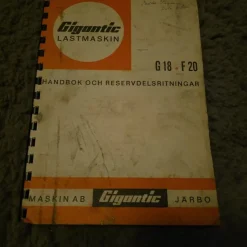 Gigantic
LASTMASKIN
G 18 - F 20
HANDBOK OCH RESERVDELSRITNINGAR
MASKIN AB Gigantic JÄRBO